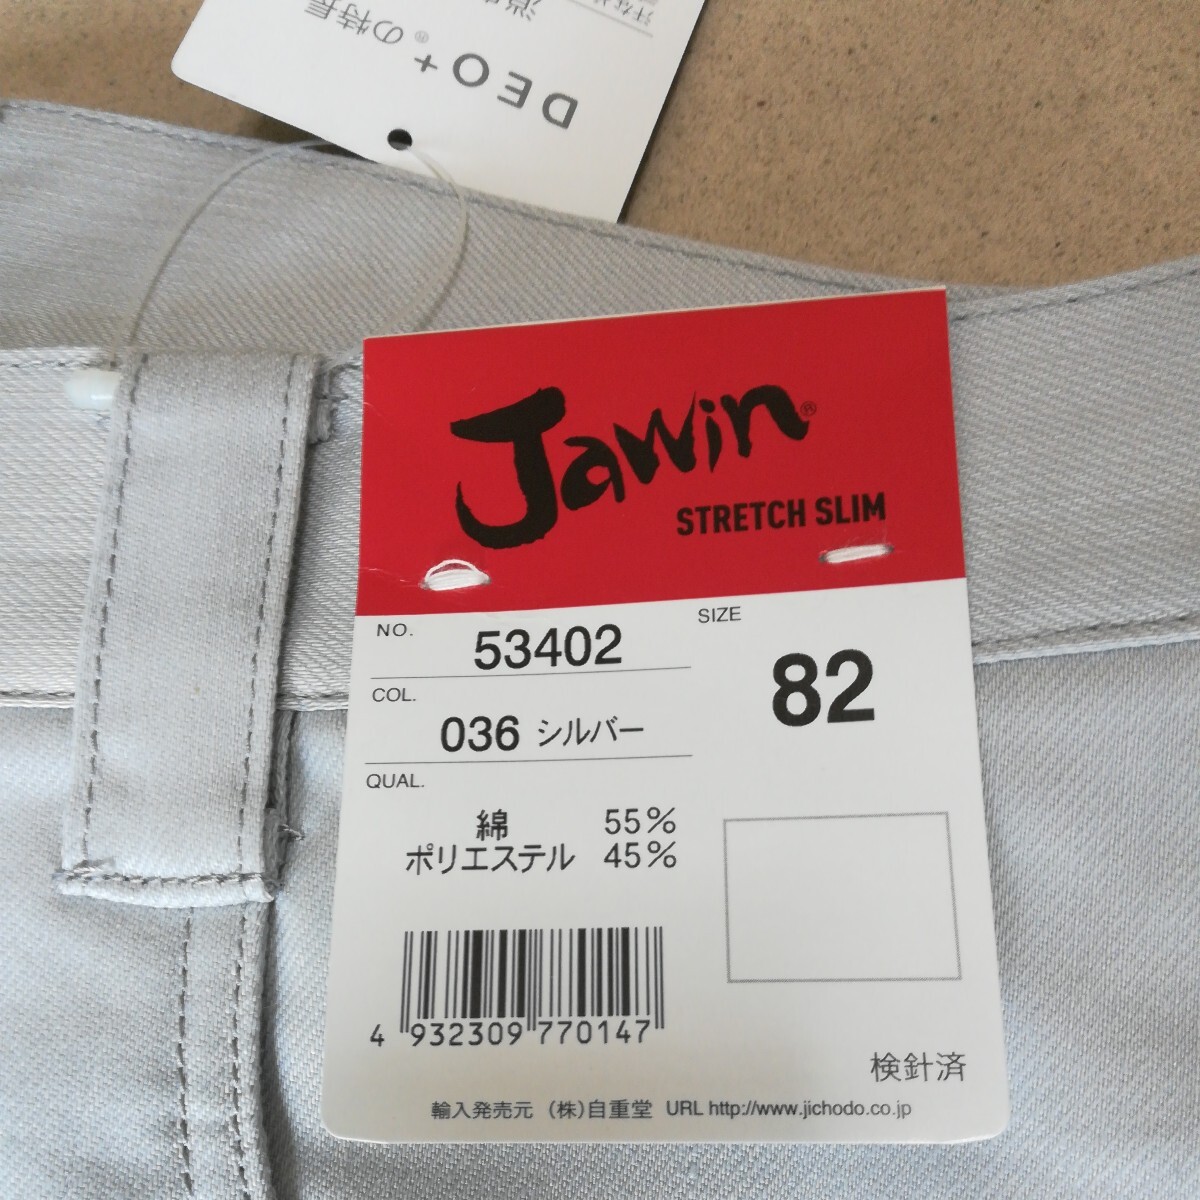 DEO+®の特長
Jawin®
STRETCH SLIM
NO. 53402
SIZE
82
COL.
036 シルバー
QUAL.
綿 55%
ポリエステル 45%
4 932309 770147
検針済
輸入発売元 (株)自重堂 URL http://www.jichodo.co.jp